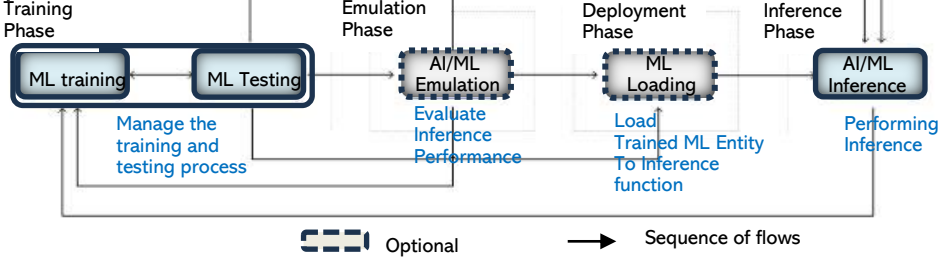 Training
Phase
Emulation
Phase
Deployment
Phase
Inference
Phase
ML training
ML Testing
AI/ML
Emulation
ML
Loading
AI/ML
Inference
Manage the
training and
testing process
Evaluate
Inference
Performance
Load
Trained ML Entity
To Inference
function
Performing
Inference
Optional
Sequence of flows